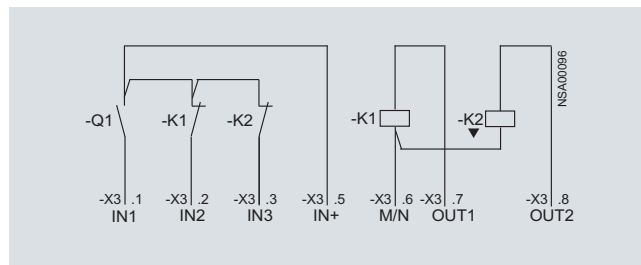 NSA00096
-Q1 -K1 -K2 -K1 -K2
-X3 .1 -X3 .2 -X3 .3 -X3 .5 -X3 .6 -X3 .7 -X3 .8
IN1 IN2 IN3 IN+ M/N OUT1 OUT2